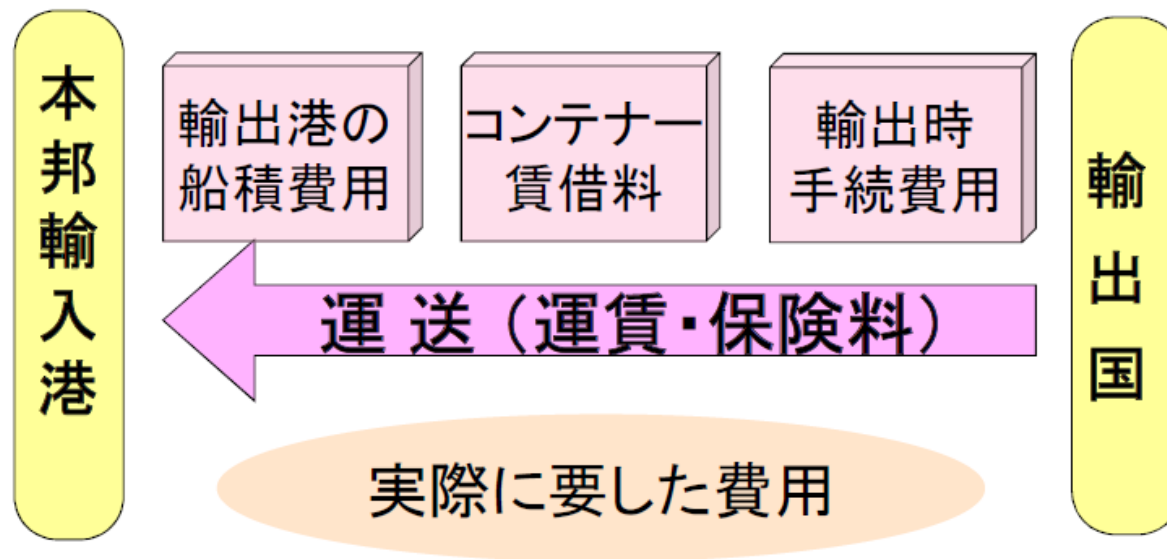 本邦輸入港
輸出港の
船積費用
コンテナー
賃借料
輸出時
手続費用
輸出国
運 送 （運賃・保険料）
実際に要した費用